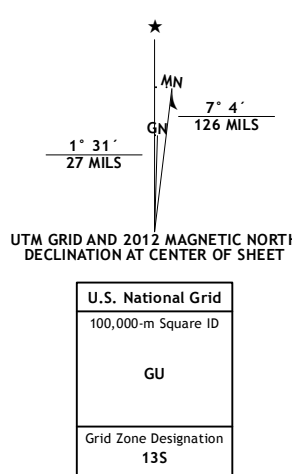 ★
MN
GN
7° 4´
126 MILS
1° 31´
27 MILS
UTM GRID AND 2012 MAGNETIC NORTH
DECLINATION AT CENTER OF SHEET
U.S. National Grid
100,000-m Square ID
GU
Grid Zone Designation
13S